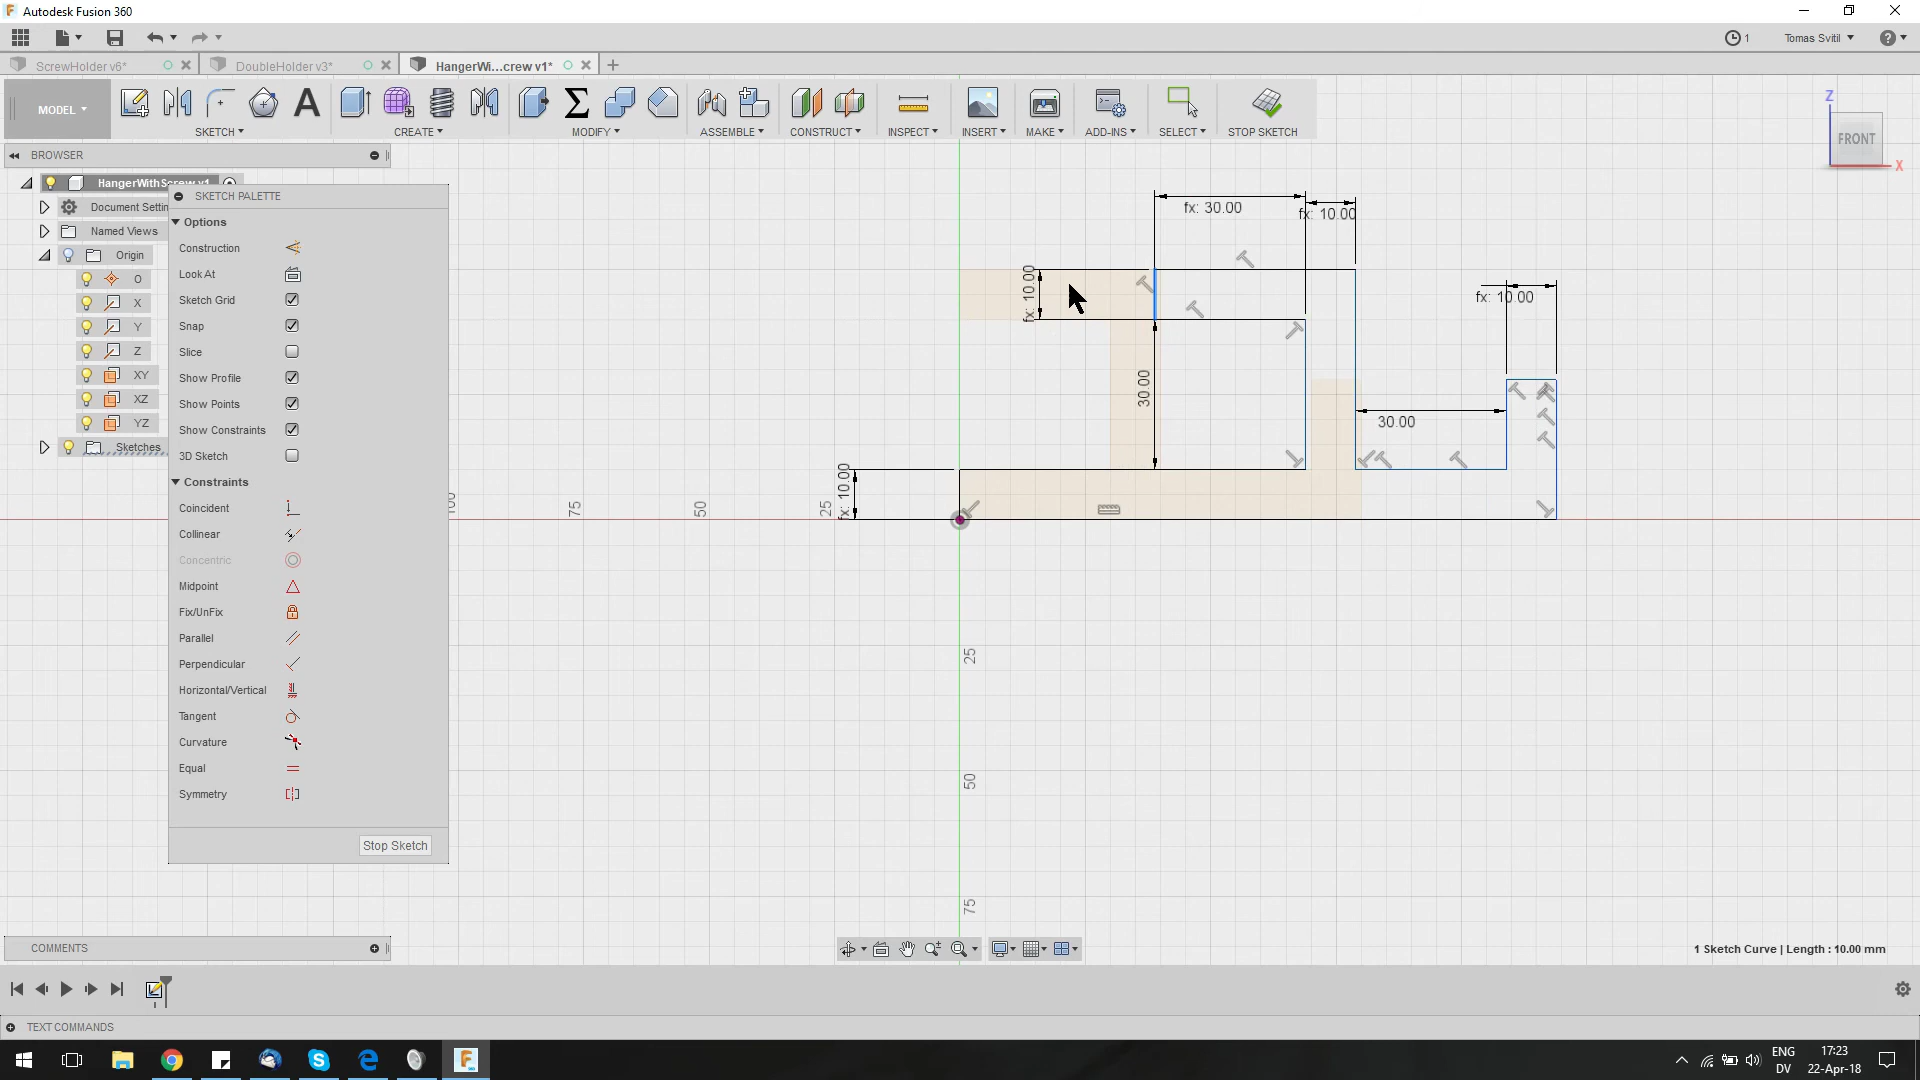 Autodesk Fusion 360
1
Tomas Svitil
ScrewHolder v6*
DoubleHolder v3*
HangerWi...crew v1*
MODEL
SKETCH
CREATE
MODIFY
ASSEMBLE
CONSTRUCT
INSPECT
INSERT
MAKE
ADD-INS
SELECT
STOP SKETCH
Z
FRONT
X
BROWSER
HangerWithScrew v1
Document Settin
Named Views
Origin
O
X
Y
Z
XY
XZ
YZ
Sketches
SKETCH PALETTE
Options
Construction
Look At
Sketch Grid
Snap
Slice
Show Profile
Show Points
Show Constraints
3D Sketch
Constraints
Coincident
Collinear
Concentric
Midpoint
Fix/UnFix
Parallel
Perpendicular
Horizontal/Vertical
Tangent
Curvature
Equal
Symmetry
Stop Sketch
fx: 30.00
fx: 10.00
fx: 10.00
fx: 10.00
30.00
30.00
fx: 10.00
75
50
25
25
50
75
COMMENTS
1 Sketch Curve | Length : 10.00 mm
TEXT COMMANDS
ENG
DV
17:23
22-Apr-18